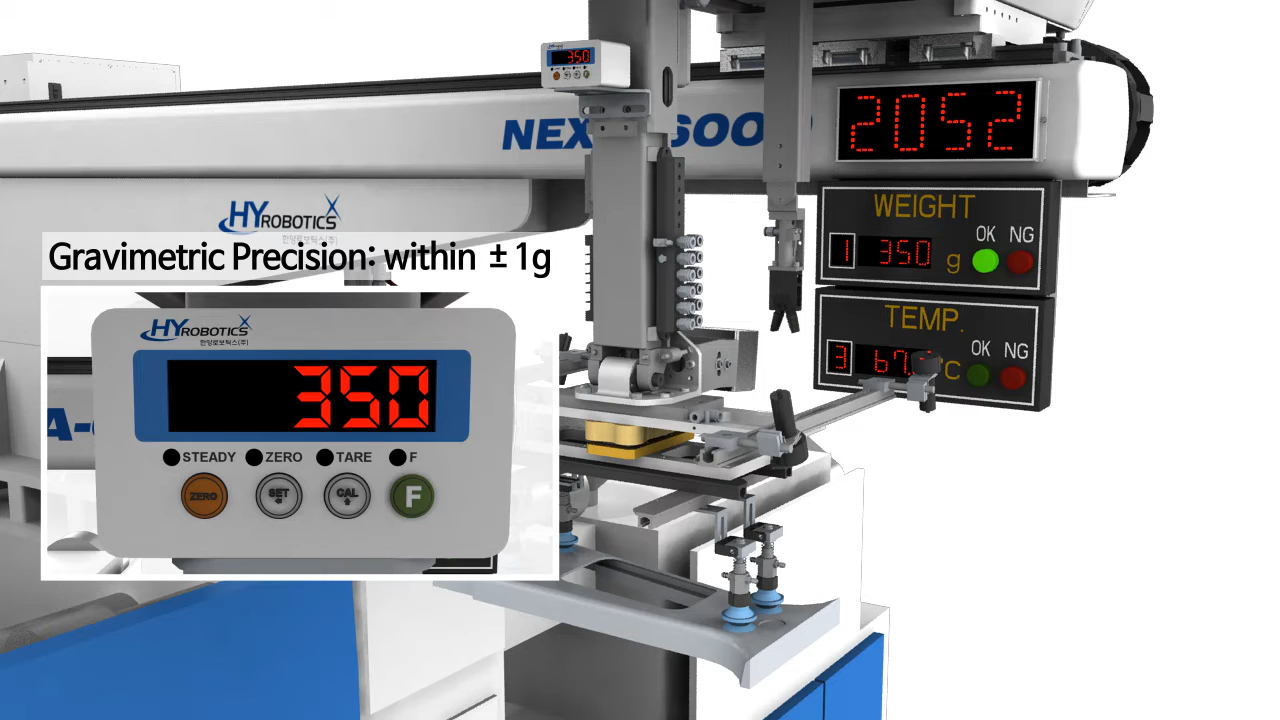 350
NEX
2052
WEIGHT
OK NG
1 350 g
TEMP.
OK NG
3 67. °C
HYROBOTICS
한양로보틱스(주)
Gravimetric Precision: within ± 1g
HYROBOTICS
한양로보틱스(주)
350
STEADY ZERO TARE F
ZERO SET CAL F